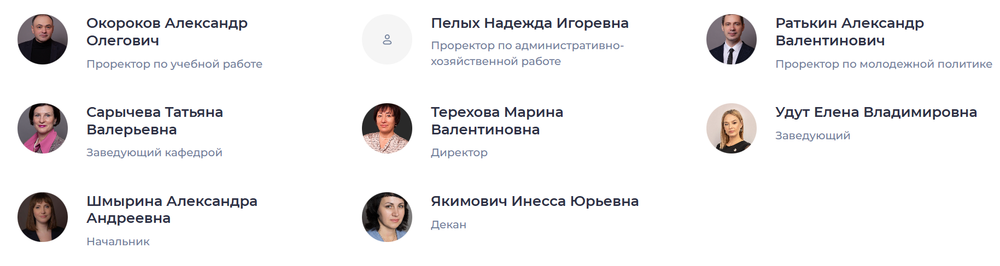 Окороков Александр
Олегович
Проректор по учебной работе
Пелых Надежда Игоревна
Проректор по административно-
хозяйственной работе
Ратькин Александр
Валентинович
Проректор по молодежной политике
Сарычева Татьяна
Валерьевна
Заведующий кафедрой
Терехова Марина
Валентиновна
Директор
Удут Елена Владимировна
Заведующий
Шмырина Александра
Андреевна
Начальник
Якимович Инесса Юрьевна
Декан